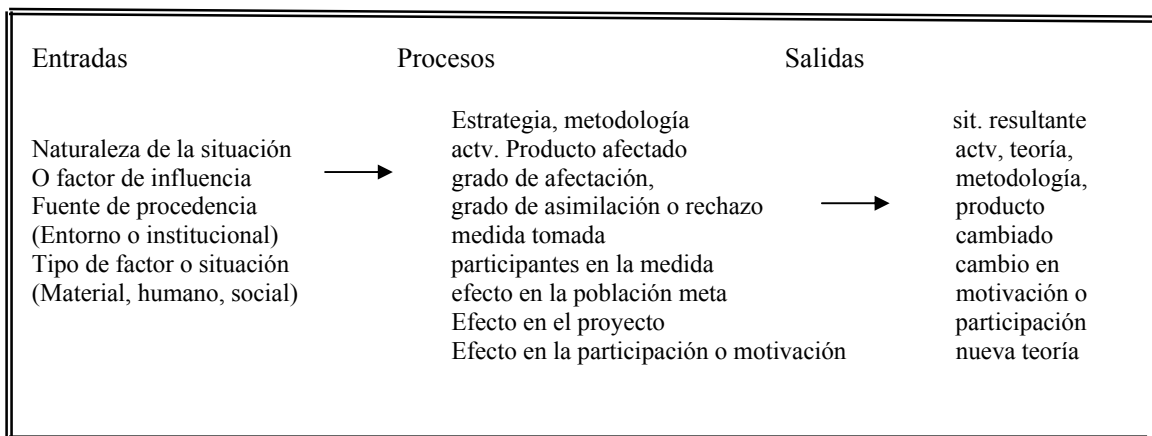 Entradas
Procesos
Salidas
Naturaleza de la situación
O factor de influencia
Fuente de procedencia
(Entorno o institucional)
Tipo de factor o situación
(Material, humano, social)
Estrategia, metodología
actv. Producto afectado
grado de afectación,
grado de asimilación o rechazo
medida tomada
participantes en la medida
efecto en la población meta
Efecto en el proyecto
Efecto en la participación o motivación
sit. resultante
actv, teoría,
metodología,
producto
cambiado
cambio en
motivación o
participación
nueva teoría